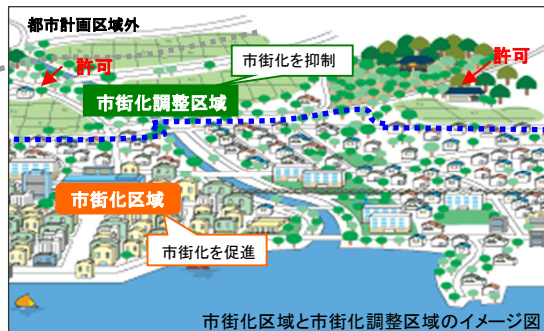 都市計画区域外
許可
市街化を抑制
許可
市街化調整区域
市街化区域
市街化を促進
市街化区域と市街化調整区域のイメージ図